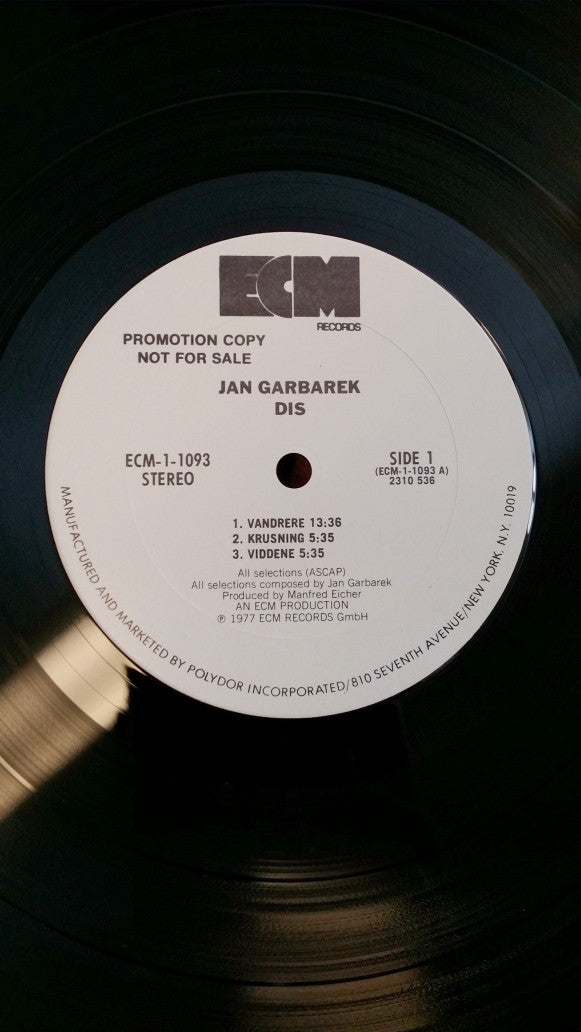 ECM
RECORDS
PROMOTION COPY
NOT FOR SALE
JAN GARBAREK
DIS
ECM-1-1093
STEREO
SIDE 1
(ECM-1-1093 A)
2310 536
1. VANDRERE 13:36
2. KRUSNING 5:35
3. VIDDENE 5:35
All selections (ASCAP)
All selections composed by Jan Garbarek
Produced by Manfred Eicher
AN ECM PRODUCTION
℗ 1977 ECM RECORDS GmbH
MANUFACTURED AND MARKETED BY POLYDOR INCORPORATED/810 SEVENTH AVENUE/NEW YORK. N.Y. 10019